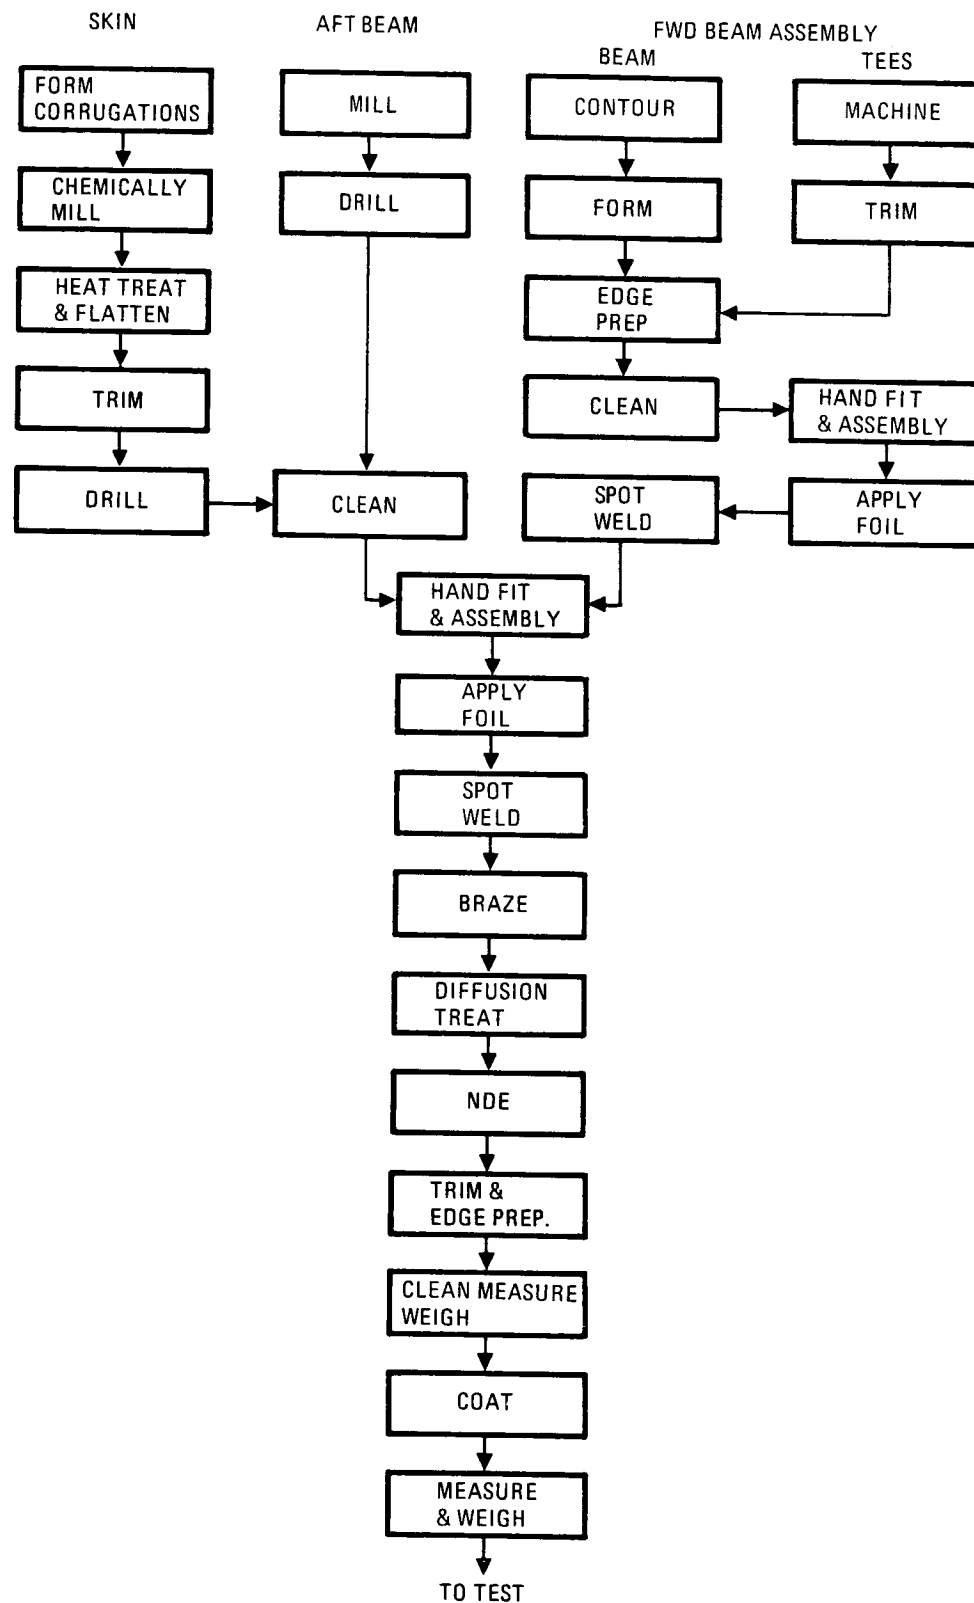 SKIN
AFT BEAM
FWD BEAM ASSEMBLY
BEAM
TEES
FORM
CORRUGATIONS
CHEMICALLY
MILL
HEAT TREAT
& FLATTEN
TRIM
DRILL
MILL
DRILL
CLEAN
CONTOUR
FORM
EDGE
PREP
CLEAN
MACHINE
TRIM
HAND FIT
& ASSEMBLY
APPLY
FOIL
SPOT
WELD
HAND FIT
& ASSEMBLY
APPLY
FOIL
SPOT
WELD
BRAZE
DIFFUSION
TREAT
NDE
TRIM &
EDGE PREP.
CLEAN MEASURE
WEIGH
COAT
MEASURE
& WEIGH
TO TEST